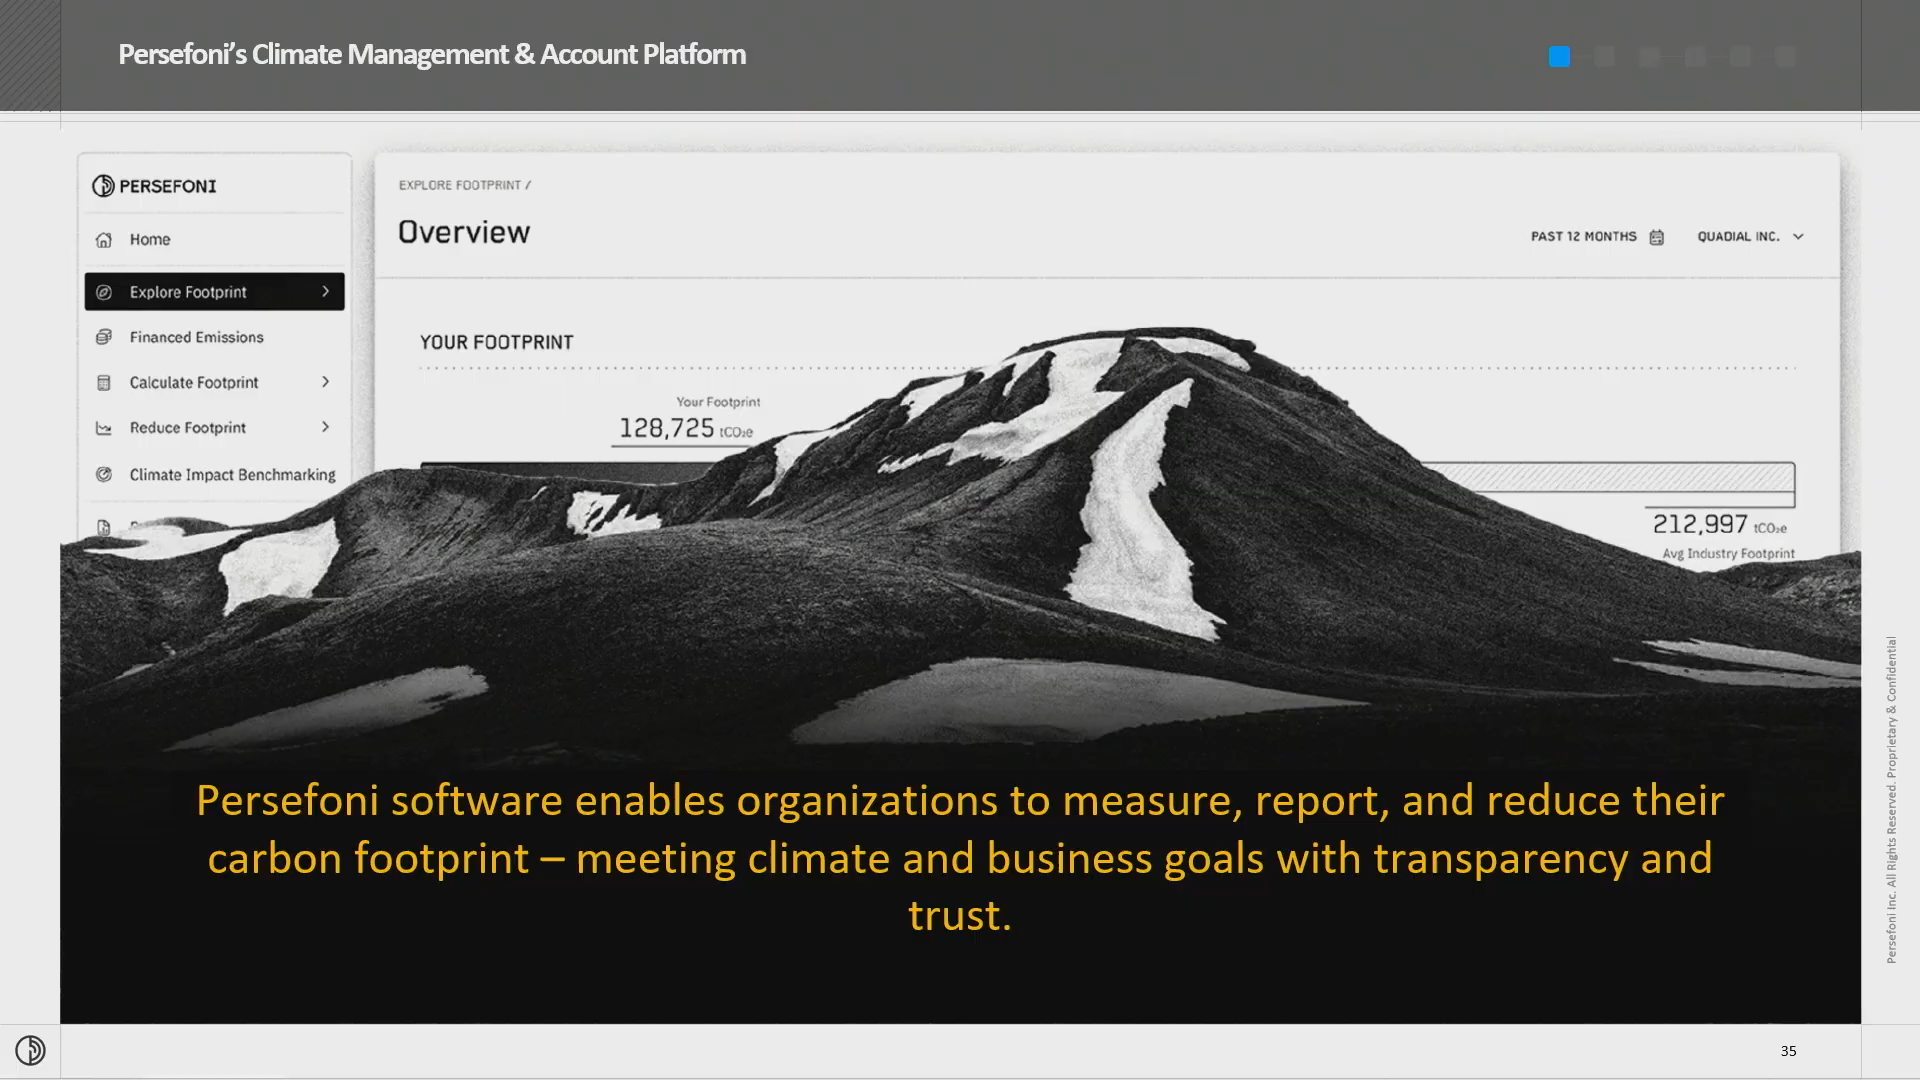 Persefoni’s Climate Management & Account Platform
PERSEFONI
Home
Explore Footprint
Financed Emissions
Calculate Footprint
Reduce Footprint
Climate Impact Benchmarking
EXPLORE FOOTPRINT /
Overview
PAST 12 MONTHS
QUADIAL INC.
YOUR FOOTPRINT
Your Footprint
128,725 tCO₂e
212,997 tCO₂e
Avg Industry Footprint
Persefoni software enables organizations to measure, report, and reduce their
carbon footprint – meeting climate and business goals with transparency and
trust.
Persefoni Inc. All Rights Reserved. Proprietary & Confidential
35